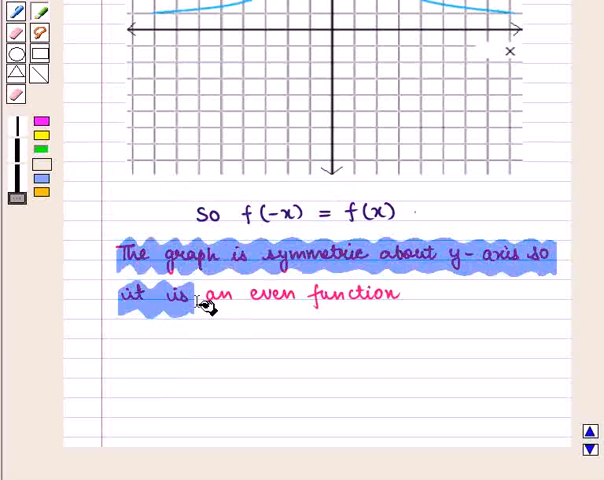 x
So f(-x) = f(x)
The graph is symmetric about y-axis so
it is an even function